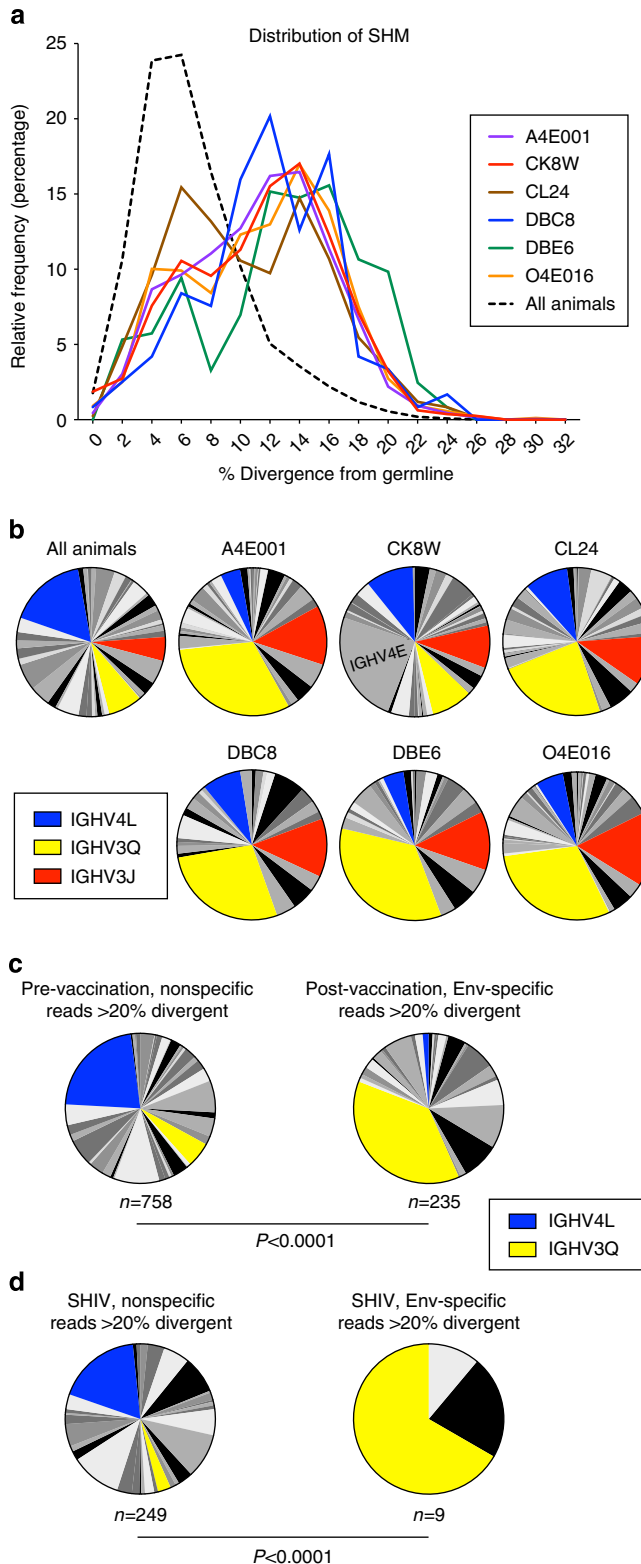 a
Distribution of SHM
Relative frequency (percentage)
25
20
15
10
5
0
0 2 4 6 8 10 12 14 16 18 20 22 24 26 28 30 32
% Divergence from germline
A4E001
CK8W
CL24
DBC8
DBE6
O4E016
All animals
b
All animals
A4E001
CK8W
CL24
IGHV4E
DBC8
DBE6
O4E016
IGHV4L
IGHV3Q
IGHV3J
c
Pre-vaccination, nonspecific
reads >20% divergent
Post-vaccination, Env-specific
reads >20% divergent
n=758
n=235
P<0.0001
IGHV4L
IGHV3Q
d
SHIV, nonspecific
reads >20% divergent
SHIV, Env-specific
reads >20% divergent
n=249
n=9
P<0.0001